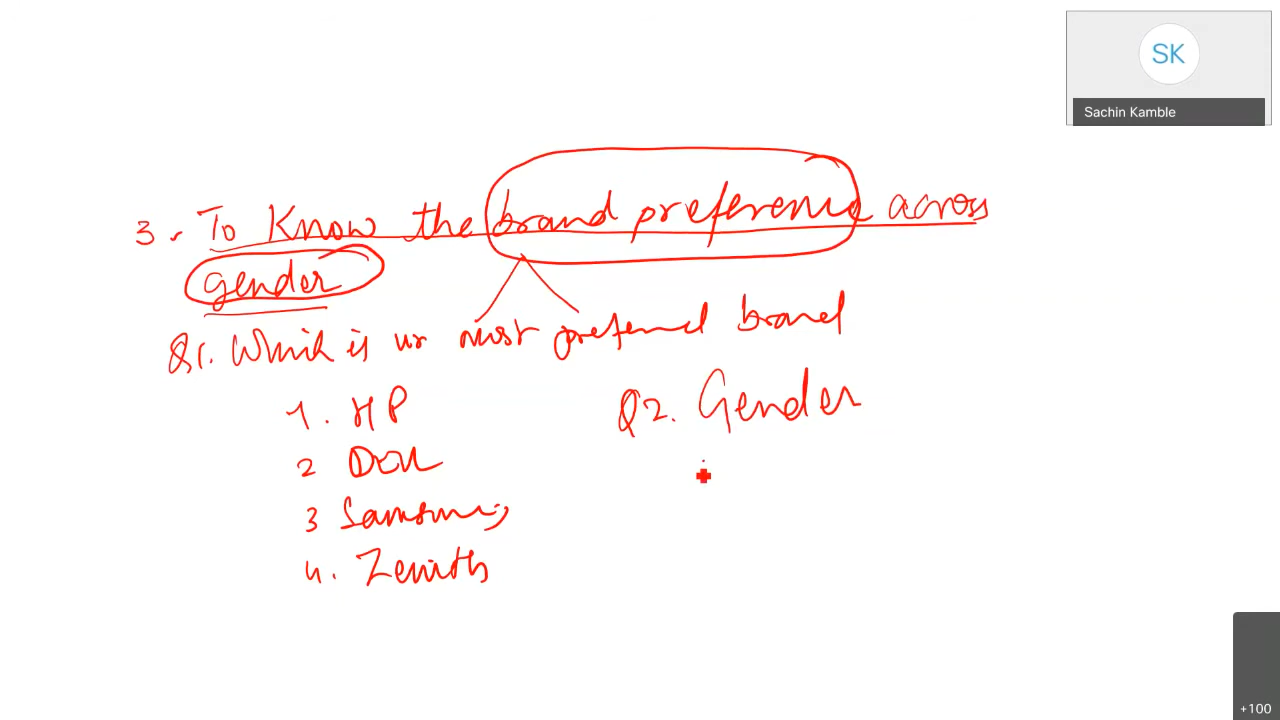 SK
Sachin Kamble
3. To Know the brand preference across
gender
Q1. Which is ur most preferred brand
1. HP
2 Dell
3 Samsung
4. Zenith
Q2. Gender
+100